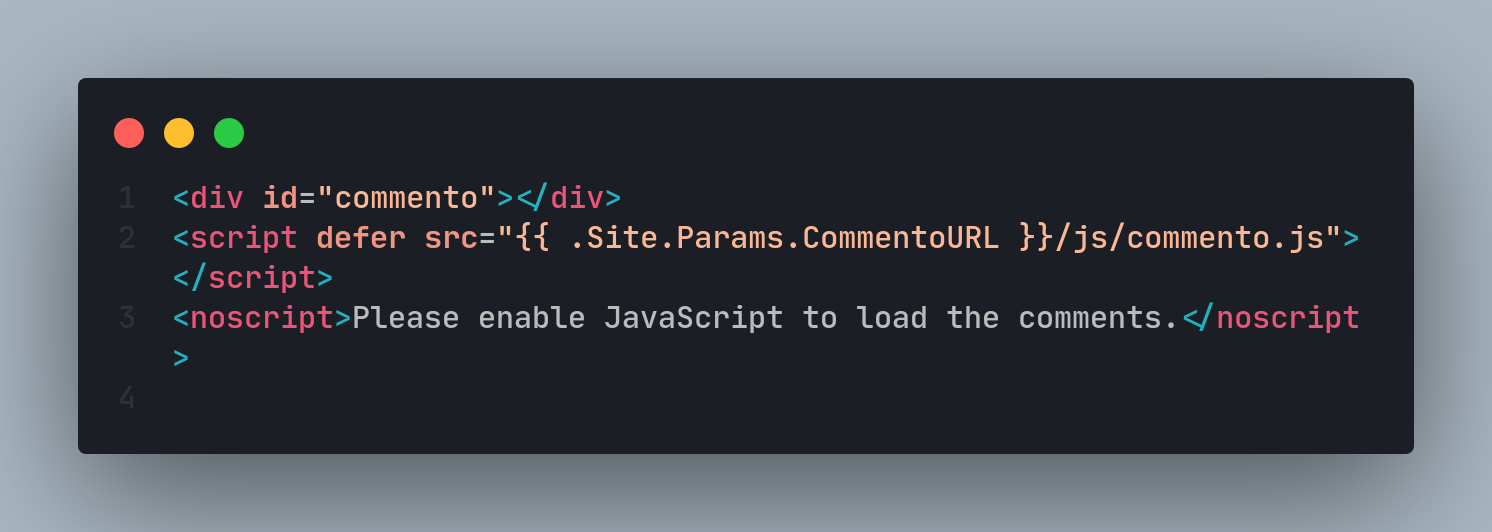 1 <div id="commento"></div>
2 <script defer src="{{ .Site.Params.CommentoURL }}/js/commento.js">
</script>
3 <noscript>Please enable JavaScript to load the comments.</noscript
>
4